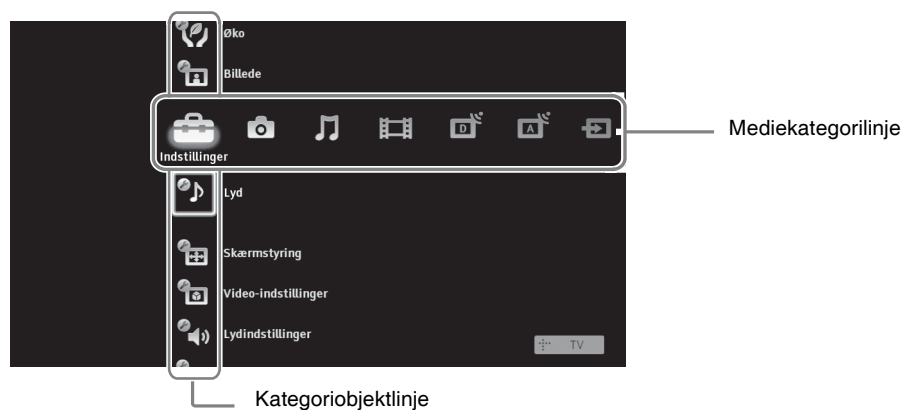 Øko
Billede
D
A
Mediekategorilinje
Indstillinger
Lyd
Skærmstyring
Video-indstillinger
Lydindstillinger
TV
Kategoriobjektlinje